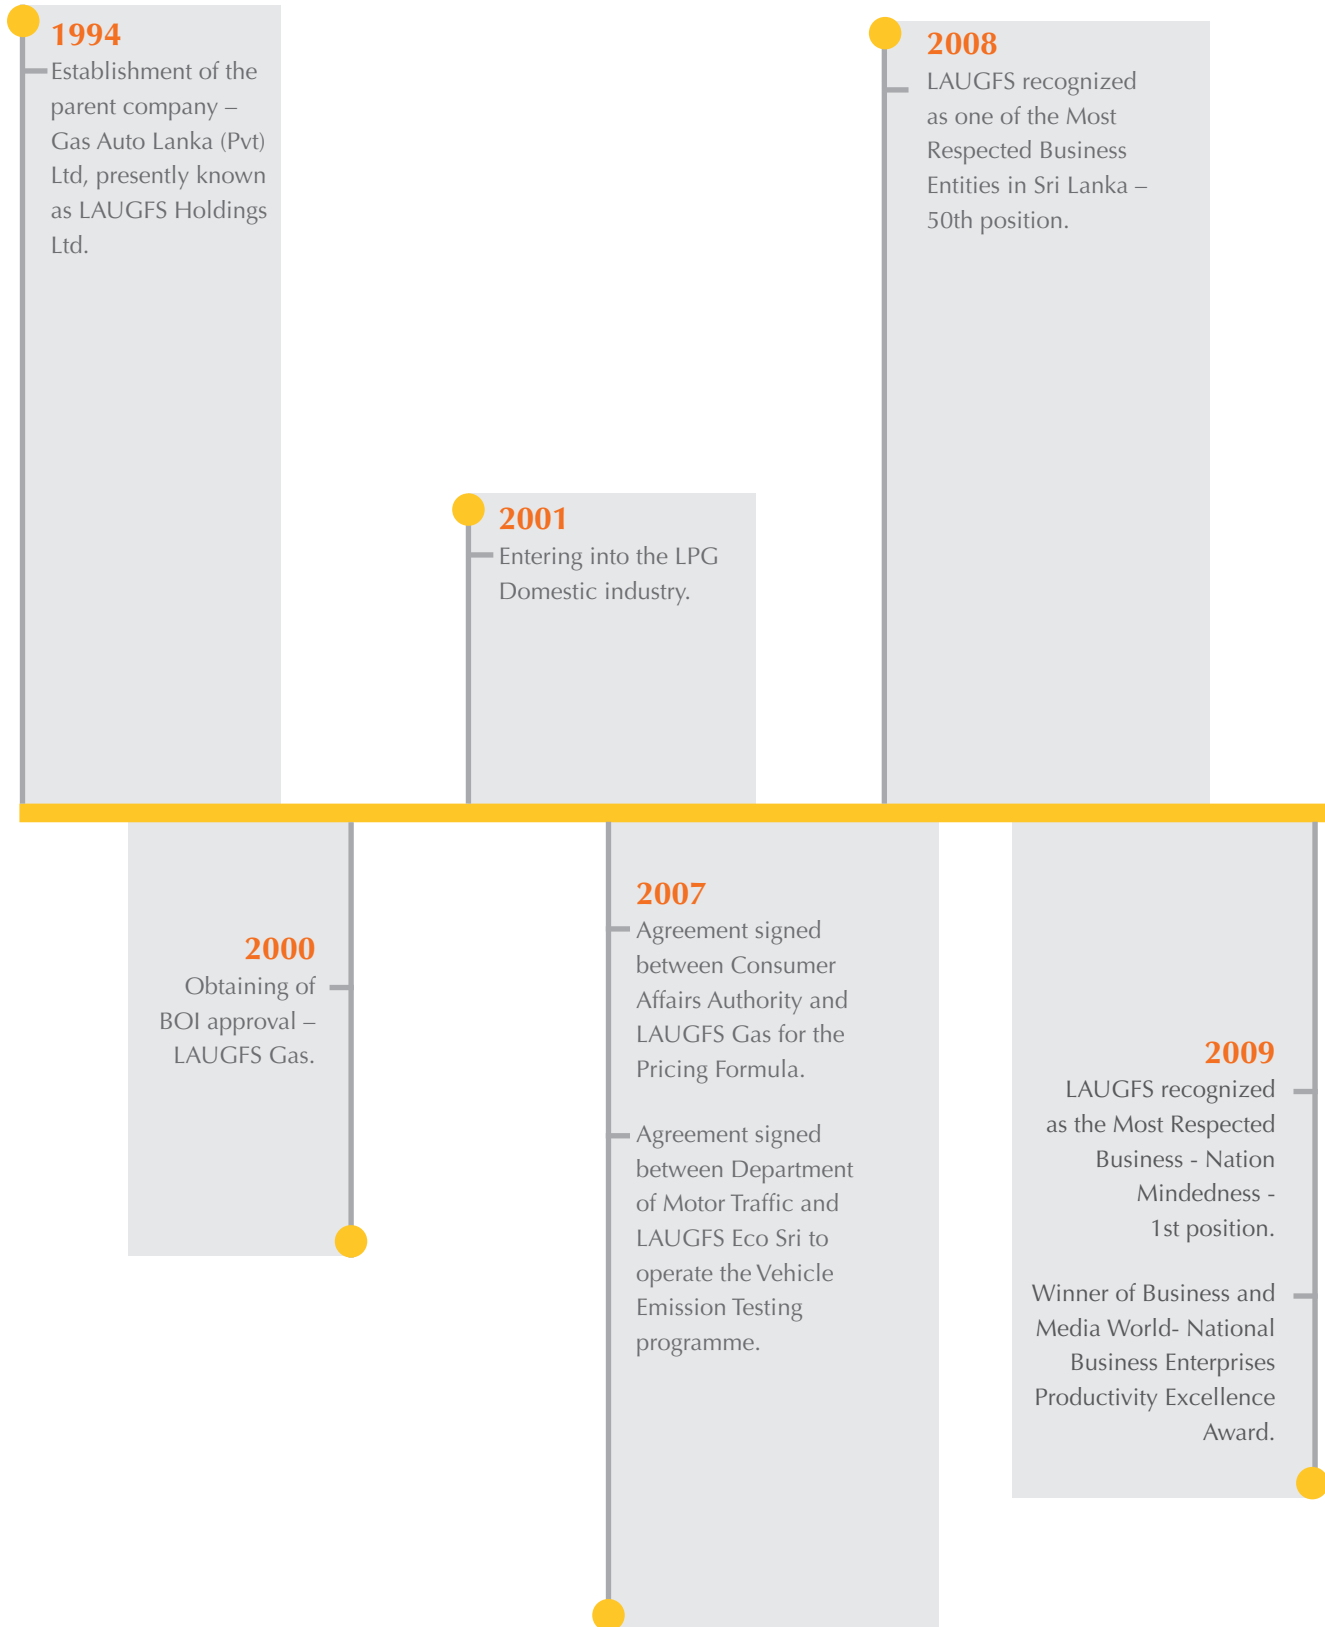 1994
Establishment of the
parent company –
Gas Auto Lanka (Pvt)
Ltd, presently known
as LAUGFS Holdings
Ltd.
2008
LAUGFS recognized
as one of the Most
Respected Business
Entities in Sri Lanka –
50th position.
2001
Entering into the LPG
Domestic industry.
2000
Obtaining of
BOI approval –
LAUGFS Gas.
2007
Agreement signed
between Consumer
Affairs Authority and
LAUGFS Gas for the
Pricing Formula.
Agreement signed
between Department
of Motor Traffic and
LAUGFS Eco Sri to
operate the Vehicle
Emission Testing
programme.
2009
LAUGFS recognized
as the Most Respected
Business - Nation
Mindedness -
1st position.
Winner of Business and
Media World- National
Business Enterprises
Productivity Excellence
Award.